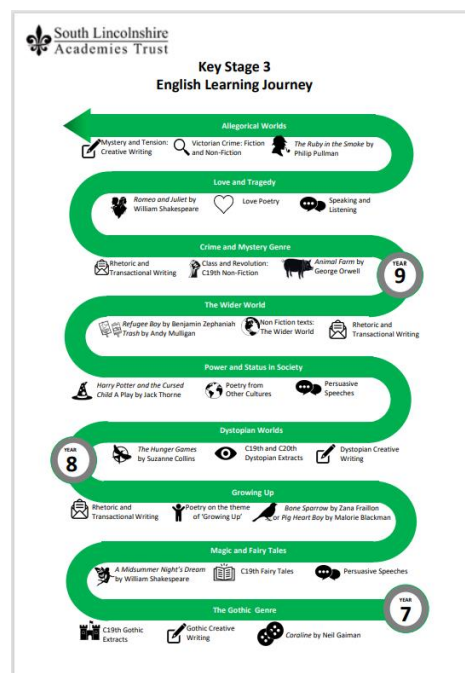 South Lincolnshire
Academies Trust
Key Stage 3
English Learning Journey
Allegorical Worlds
Mystery and Tension:
Creative Writing
Victorian Crime: Fiction
and Non-Fiction
The Ruby in the Smoke by
Philip Pullman
Love and Tragedy
Romeo and Juliet by
William Shakespeare
Love Poetry
Speaking and
Listening
Crime and Mystery Genre
Rhetoric and
Transactional Writing
Class and Revolution:
C19th Non-Fiction
Animal Farm by
George Orwell
YEAR
9
The Wider World
Refugee Boy by Benjamin Zephaniah
Trash by Andy Mulligan
Non Fiction texts:
The Wider World
Rhetoric and
Transactional Writing
Power and Status in Society
Harry Potter and the Cursed
Child A Play by Jack Thorne
Poetry from
Other Cultures
Persuasive
Speeches
Dystopian Worlds
YEAR
8
The Hunger Games
by Suzanne Collins
C19th and C20th
Dystopian Extracts
Dystopian Creative
Writing
Growing Up
Rhetoric and
Transactional Writing
Poetry on the theme
of 'Growing Up'
Bone Sparrow by Zana Fraillon
or Pig Heart Boy by Malorie Blackman
Magic and Fairy Tales
A Midsummer Night's Dream
by William Shakespeare
C19th Fairy Tales
Persuasive Speeches
The Gothic Genre
YEAR
7
C19th Gothic
Extracts
Gothic Creative
Writing
Coraline by Neil Gaiman